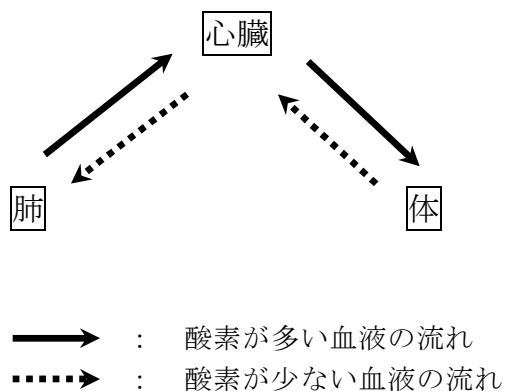 心臓
肺
体
: 酸素が多い血液の流れ
: 酸素が少ない血液の流れ